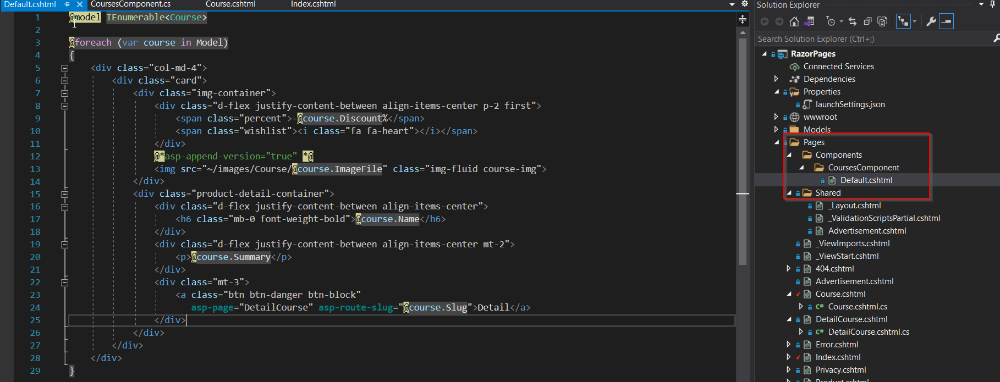 Default.cshtml CoursesComponent.cs Course.cshtml Index.cshtml
1 @model IEnumerable<Course>
2
3 @foreach (var course in Model)
4 {
5 <div class="col-md-4">
6 <div class="card">
7 <div class="img-container">
8 <div class="d-flex justify-content-between align-items-center p-2 first">
9 <span class="percent">-@course.Discount%</span>
10 <span class="wishlist"><i class="fa fa-heart"></i></span>
11 </div>
12 @*asp-append-version="true" *@
13 <img src="~/images/Course/@course.ImageFile" class="img-fluid course-img">
14 </div>
15 <div class="product-detail-container">
16 <div class="d-flex justify-content-between align-items-center">
17 <h6 class="mb-0 font-weight-bold">@course.Name</h6>
18 </div>
19 <div class="d-flex justify-content-between align-items-center mt-2">
20 <p>@course.Summary</p>
21 </div>
22 <div class="mt-3">
23 <a class="btn btn-danger btn-block"
24 asp-page="DetailCourse" asp-route-slug="@course.Slug">Detail</a>
25 </div>
26 </div>
27 </div>
28 </div>
29 }
Solution Explorer
Search Solution Explorer (Ctrl+;)
RazorPages
Connected Services
Dependencies
Properties
launchSettings.json
wwwroot
Models
Pages
Components
CoursesComponent
Default.cshtml
Shared
_Layout.cshtml
_ValidationScriptsPartial.cshtml
Advertisement.cshtml
_ViewImports.cshtml
_ViewStart.cshtml
404.cshtml
Advertisement.cshtml
Course.cshtml
C# Course.cshtml.cs
DetailCourse.cshtml
C# DetailCourse.cshtml.cs
Error.cshtml
Index.cshtml
Privacy.cshtml